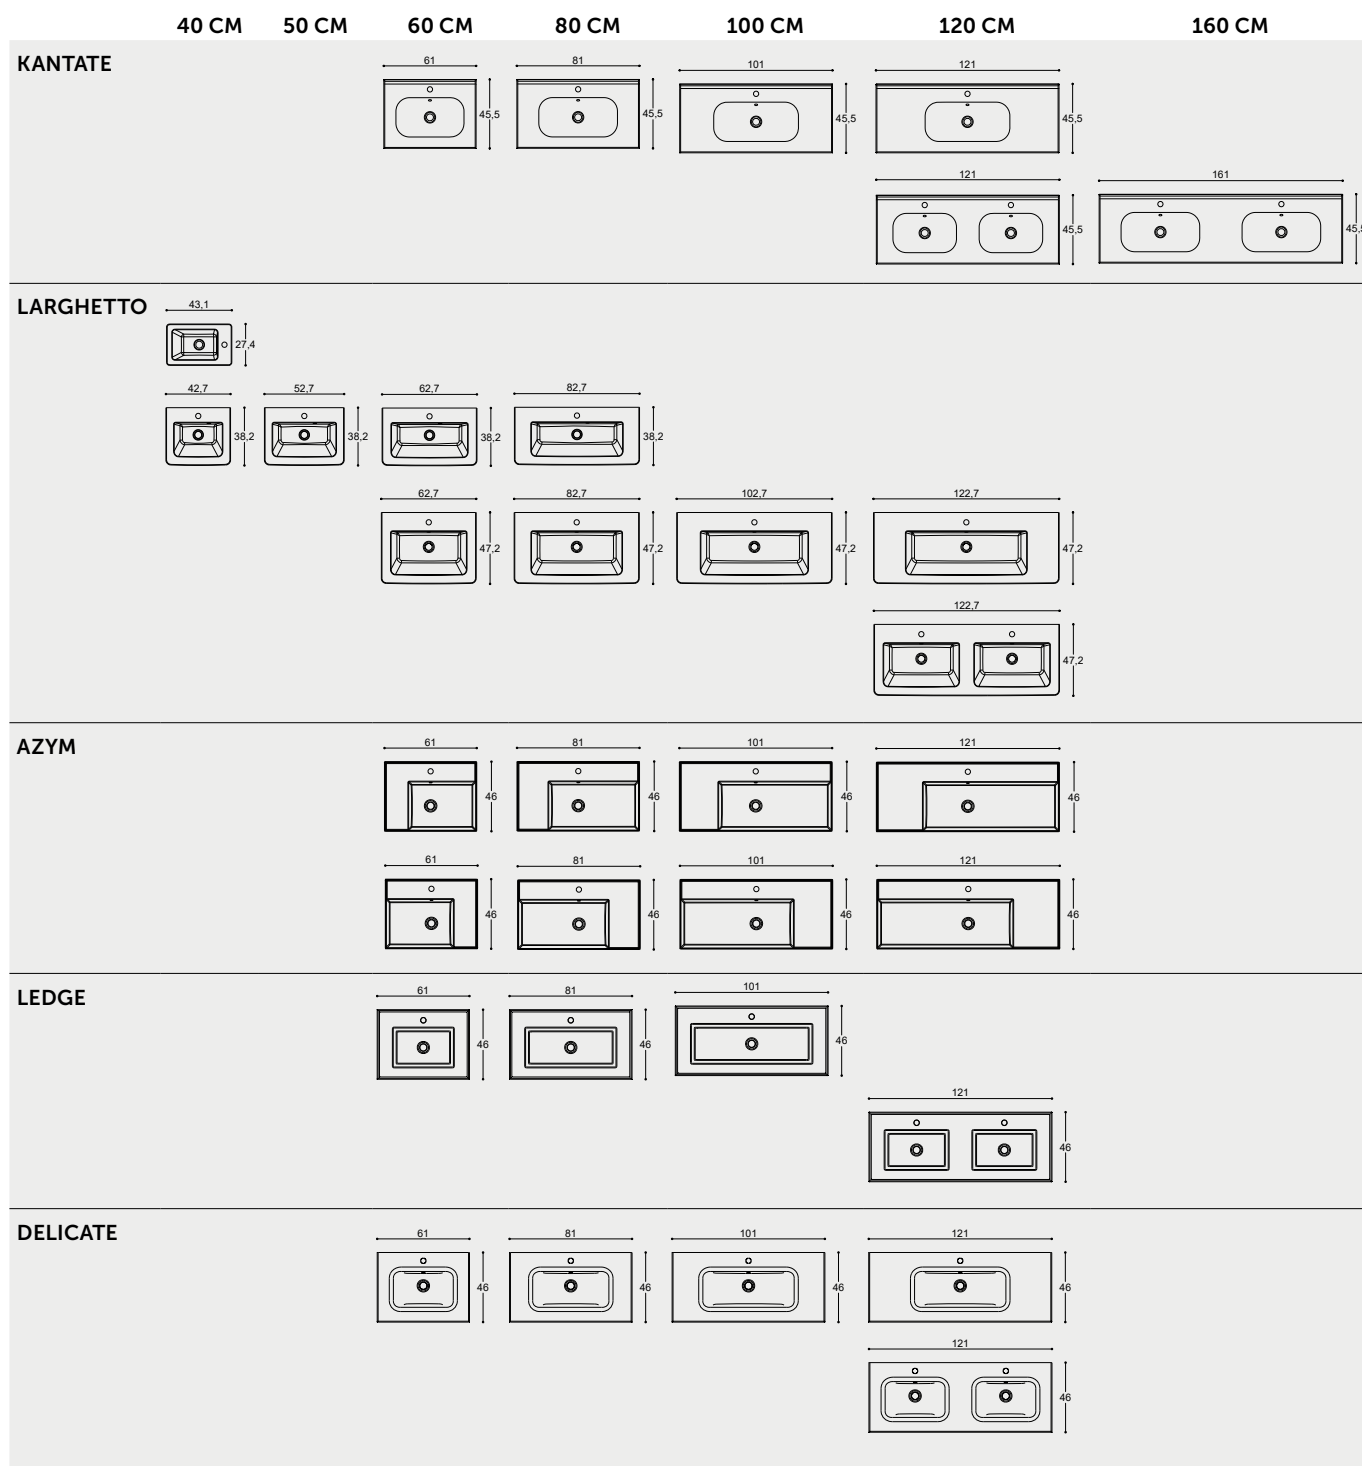 40 CM 50 CM 60 CM 80 CM 100 CM 120 CM 160 CM
KANTATE
61 81 101 121
45,5 45,5 45,5 45,5
121 161
45,5 45,5
LARGHETTO
43,1
27,4
42,7 52,7 62,7 82,7
38,2 38,2 38,2 38,2
62,7 82,7 102,7 122,7
47,2 47,2 47,2 47,2
122,7
47,2
AZYM
61 81 101 121
46 46 46 46
61 81 101 121
46 46 46 46
LEDGE
61 81 101
46 46 46
121
46
DELICATE
61 81 101 121
46 46 46 46
121
46